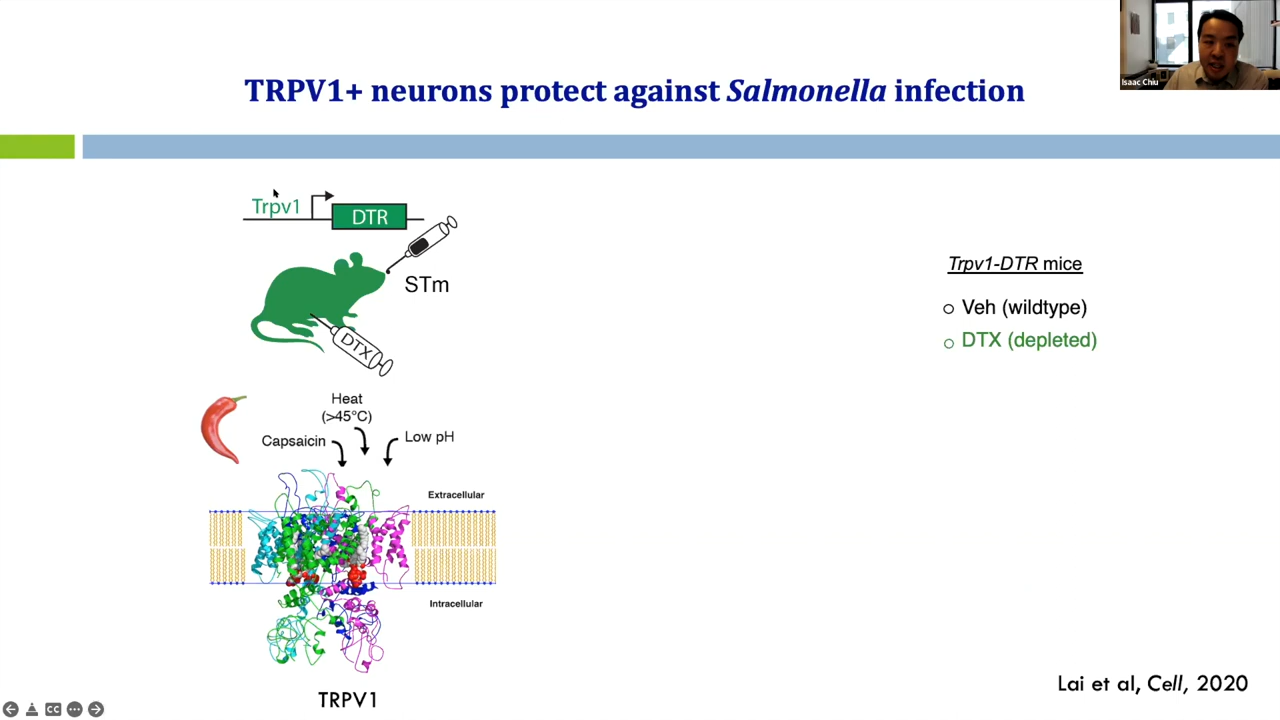 Isaac Chiu
TRPV1+ neurons protect against Salmonella infection
Trpv1
DTR
STm
DTX
Trpv1-DTR mice
Veh (wildtype)
DTX (depleted)
Heat
(>45°C)
Capsaicin
Low pH
Extracellular
Intracellular
TRPV1
Lai et al, Cell, 2020
CC